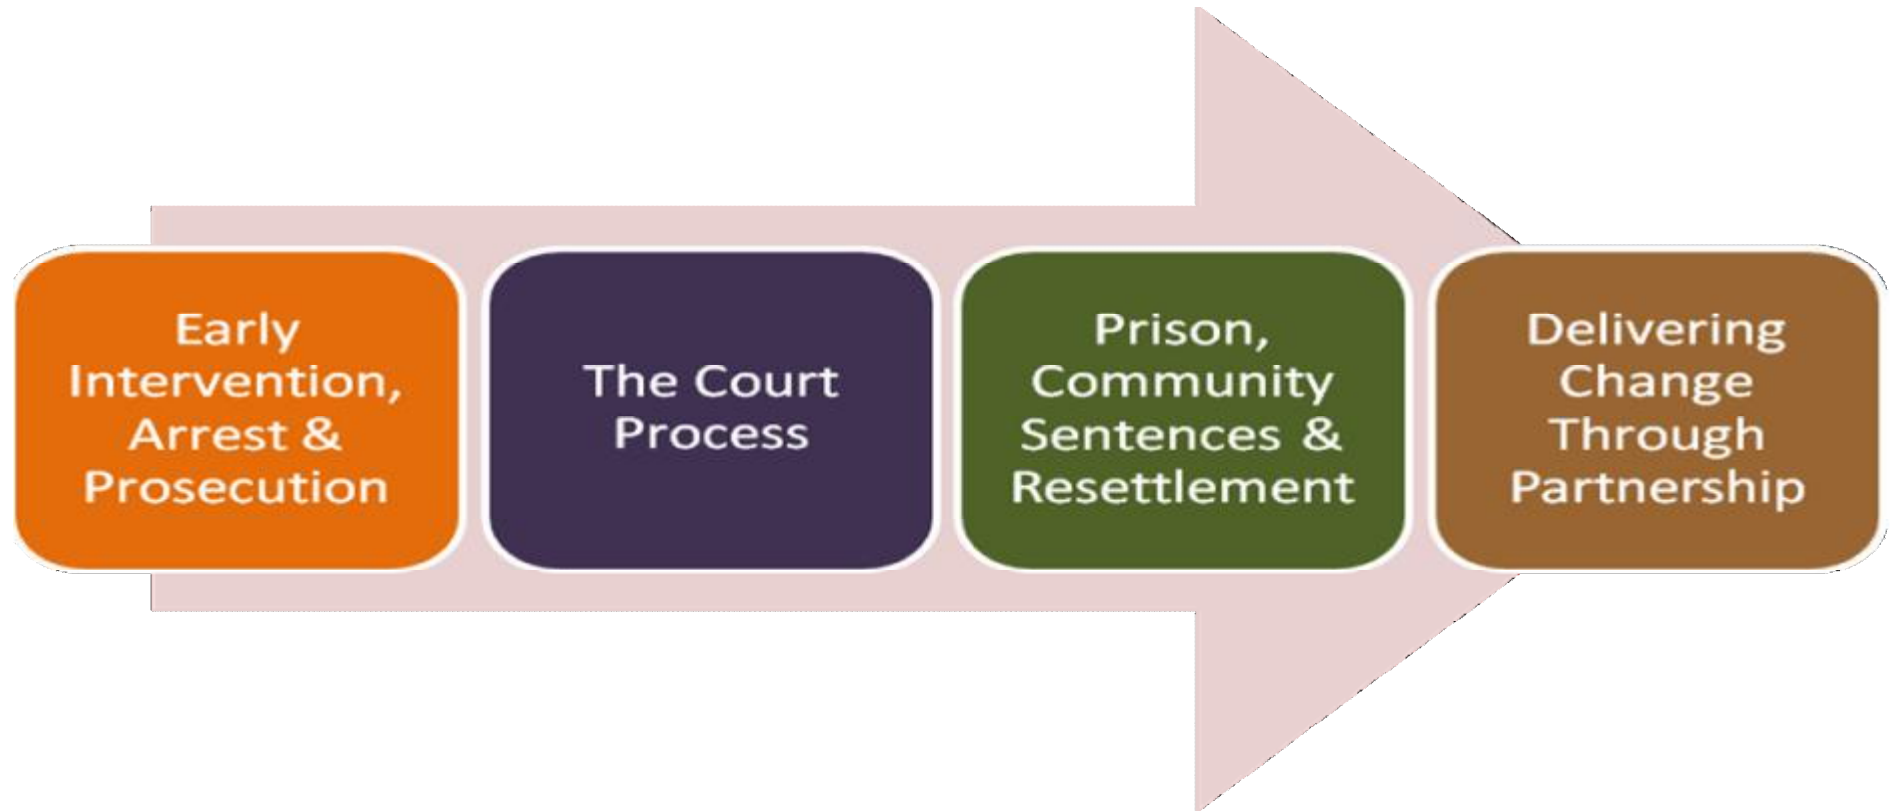 Early
Intervention,
Arrest &
Prosecution
The Court
Process
Prison,
Community
Sentences &
Resettlement
Delivering
Change
Through
Partnership